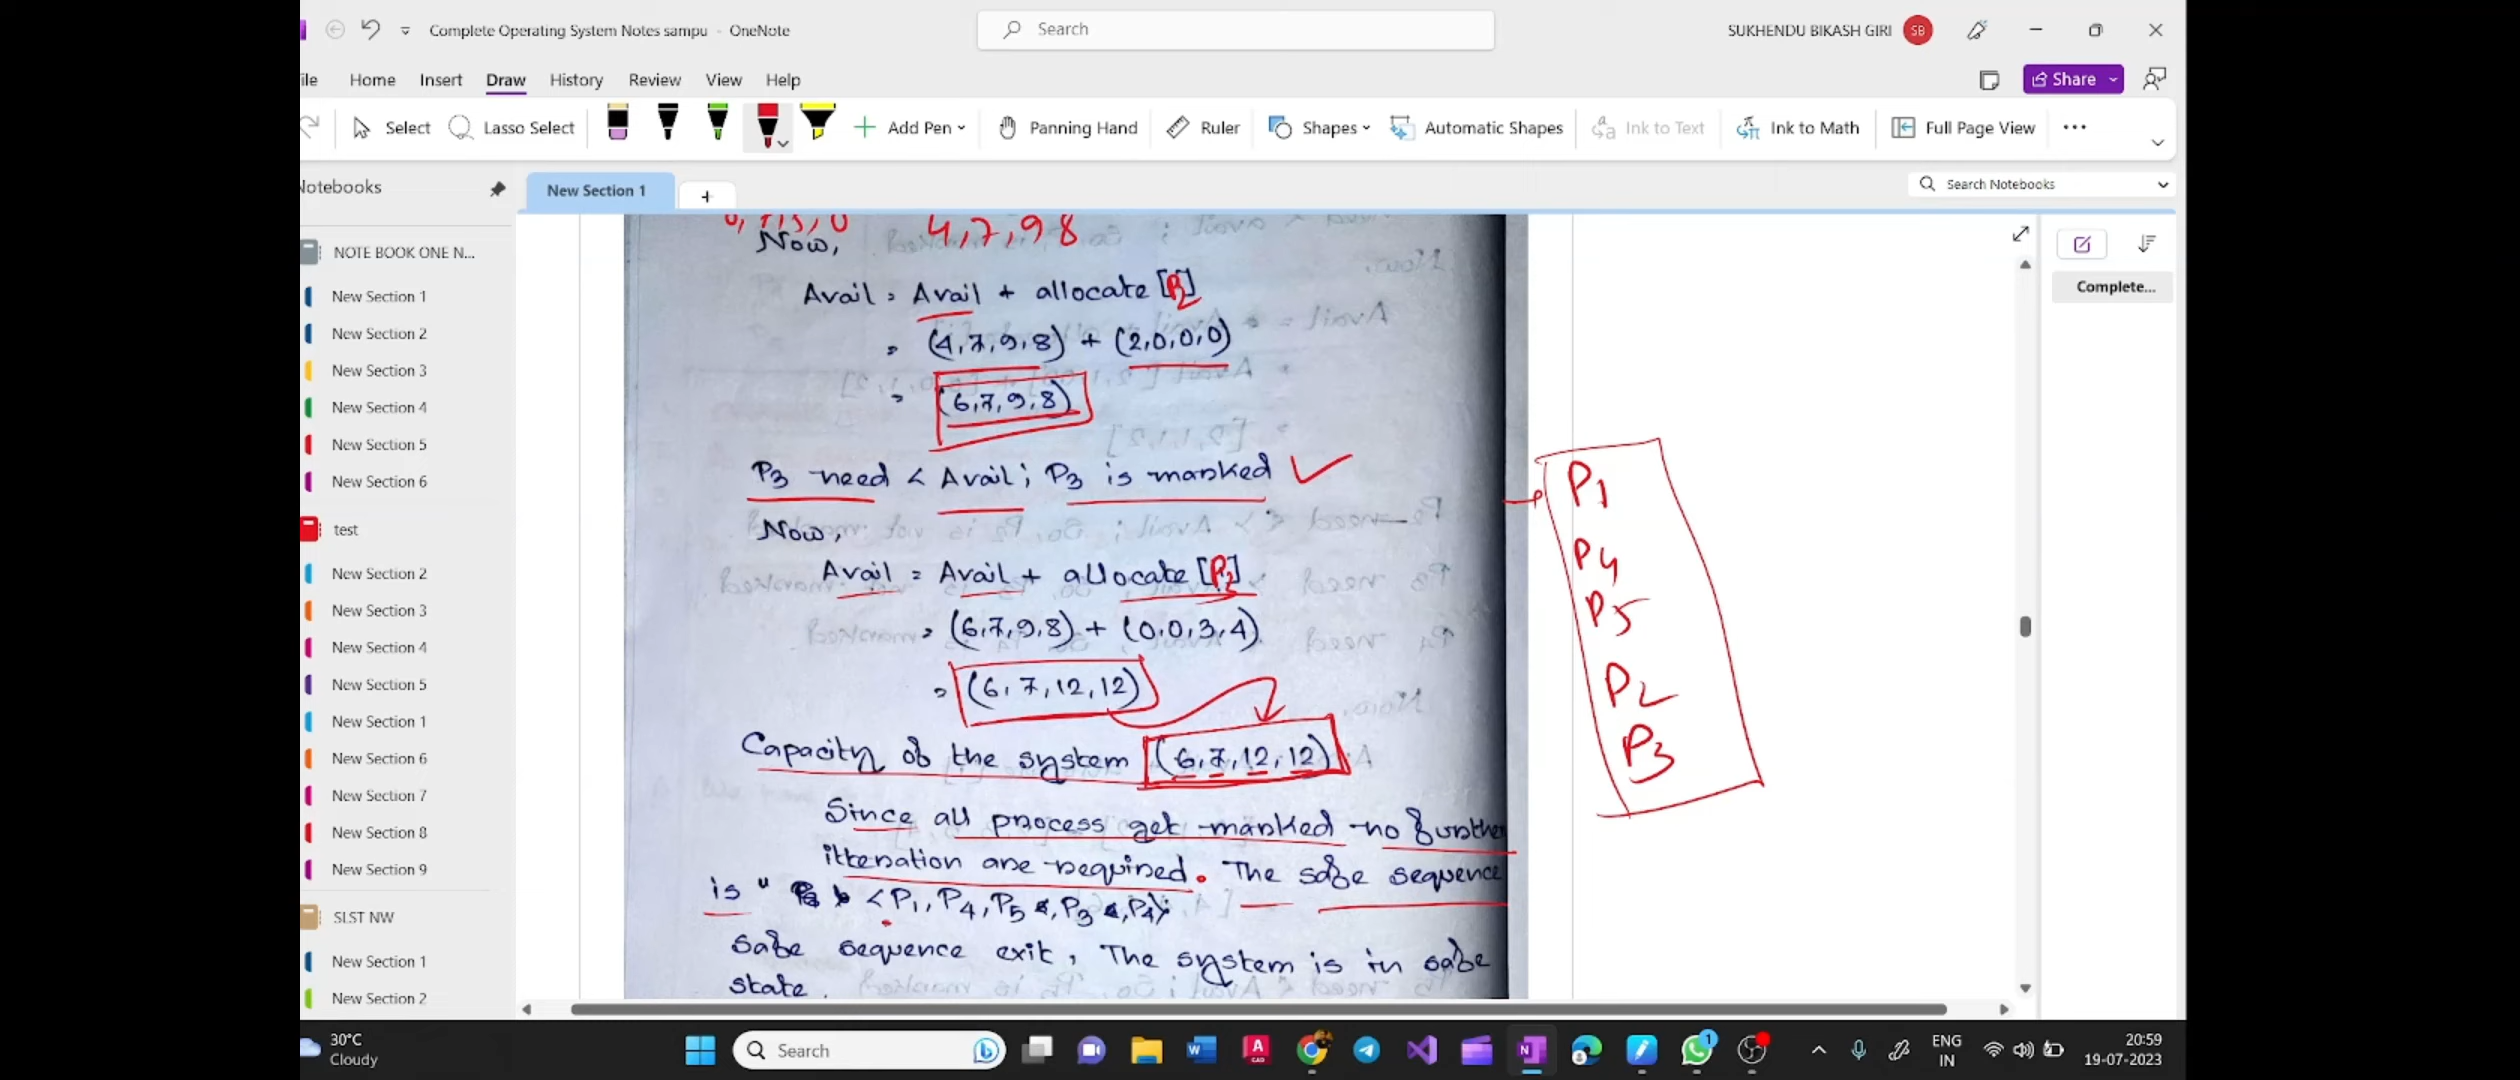 Complete Operating System Notes sampu - OneNote
Search
SUKHENDU BIKASH GIRI
SB
ile Home Insert Draw History Review View Help
Share
Select Lasso Select Add Pen Panning Hand Ruler Shapes Automatic Shapes Ink to Text Ink to Math Full Page View
Notebooks
New Section 1
+
Search Notebooks
NOTE BOOK ONE N...
New Section 1
New Section 2
New Section 3
New Section 4
New Section 5
New Section 6
test
New Section 2
New Section 3
New Section 4
New Section 5
New Section 1
New Section 6
New Section 7
New Section 8
New Section 9
SLST NW
New Section 1
New Section 2
Complete...
4,7,9 8
Now,
Avail = Avail + allocate [P2]
= (4,7,9,8) + (2,0,0,0)
= (6,7,9,8)
P3 need < Avail; P3 is marked
Now,
Avail = Avail + allocate [P3]
= (6,7,9,8) + (0,0,3,4)
= (6,7,12,12)
Capacity of the system (6,7,12,12)
Since all process get marked no further
itteration are required. The safe sequence
is " < P1, P4, P5, P3
Safe sequence exit, The system is in safe
state.
P1
P4
P5
P2
P3
30°C
Cloudy
Search
ENG
IN
20:59
19-07-2023